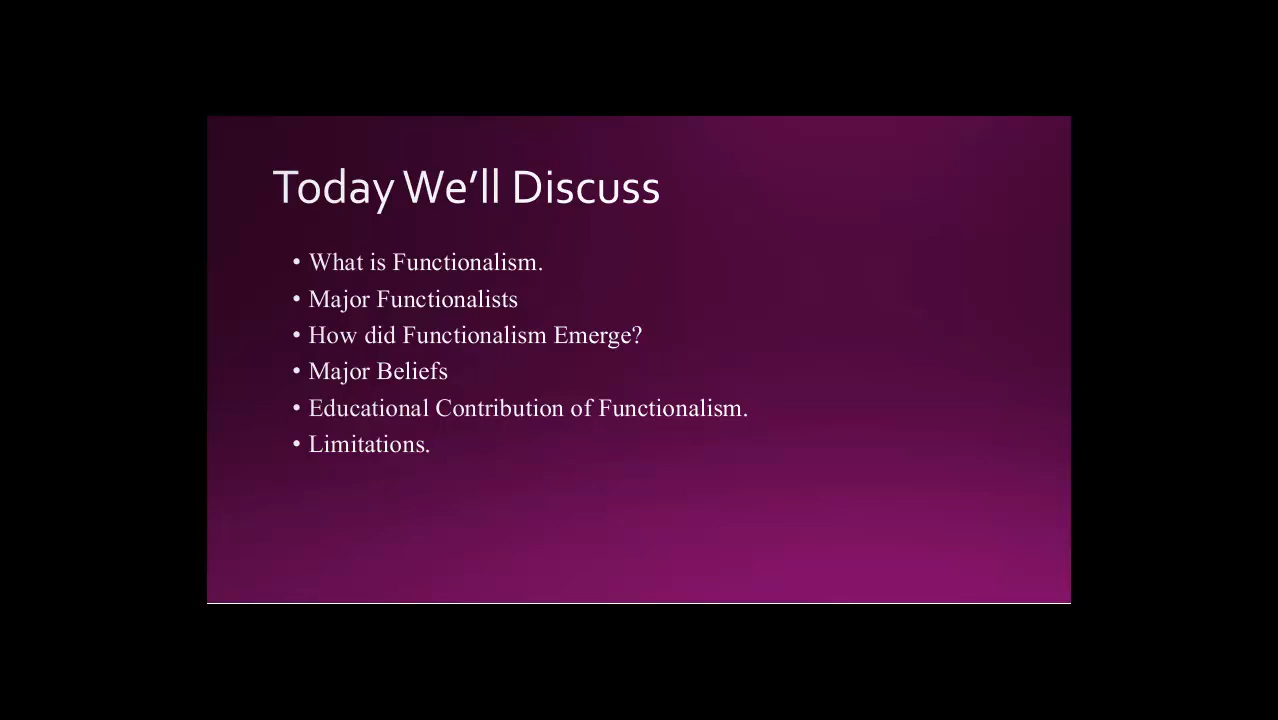 Today We’ll Discuss
• What is Functionalism.
• Major Functionalists
• How did Functionalism Emerge?
• Major Beliefs
• Educational Contribution of Functionalism.
• Limitations.